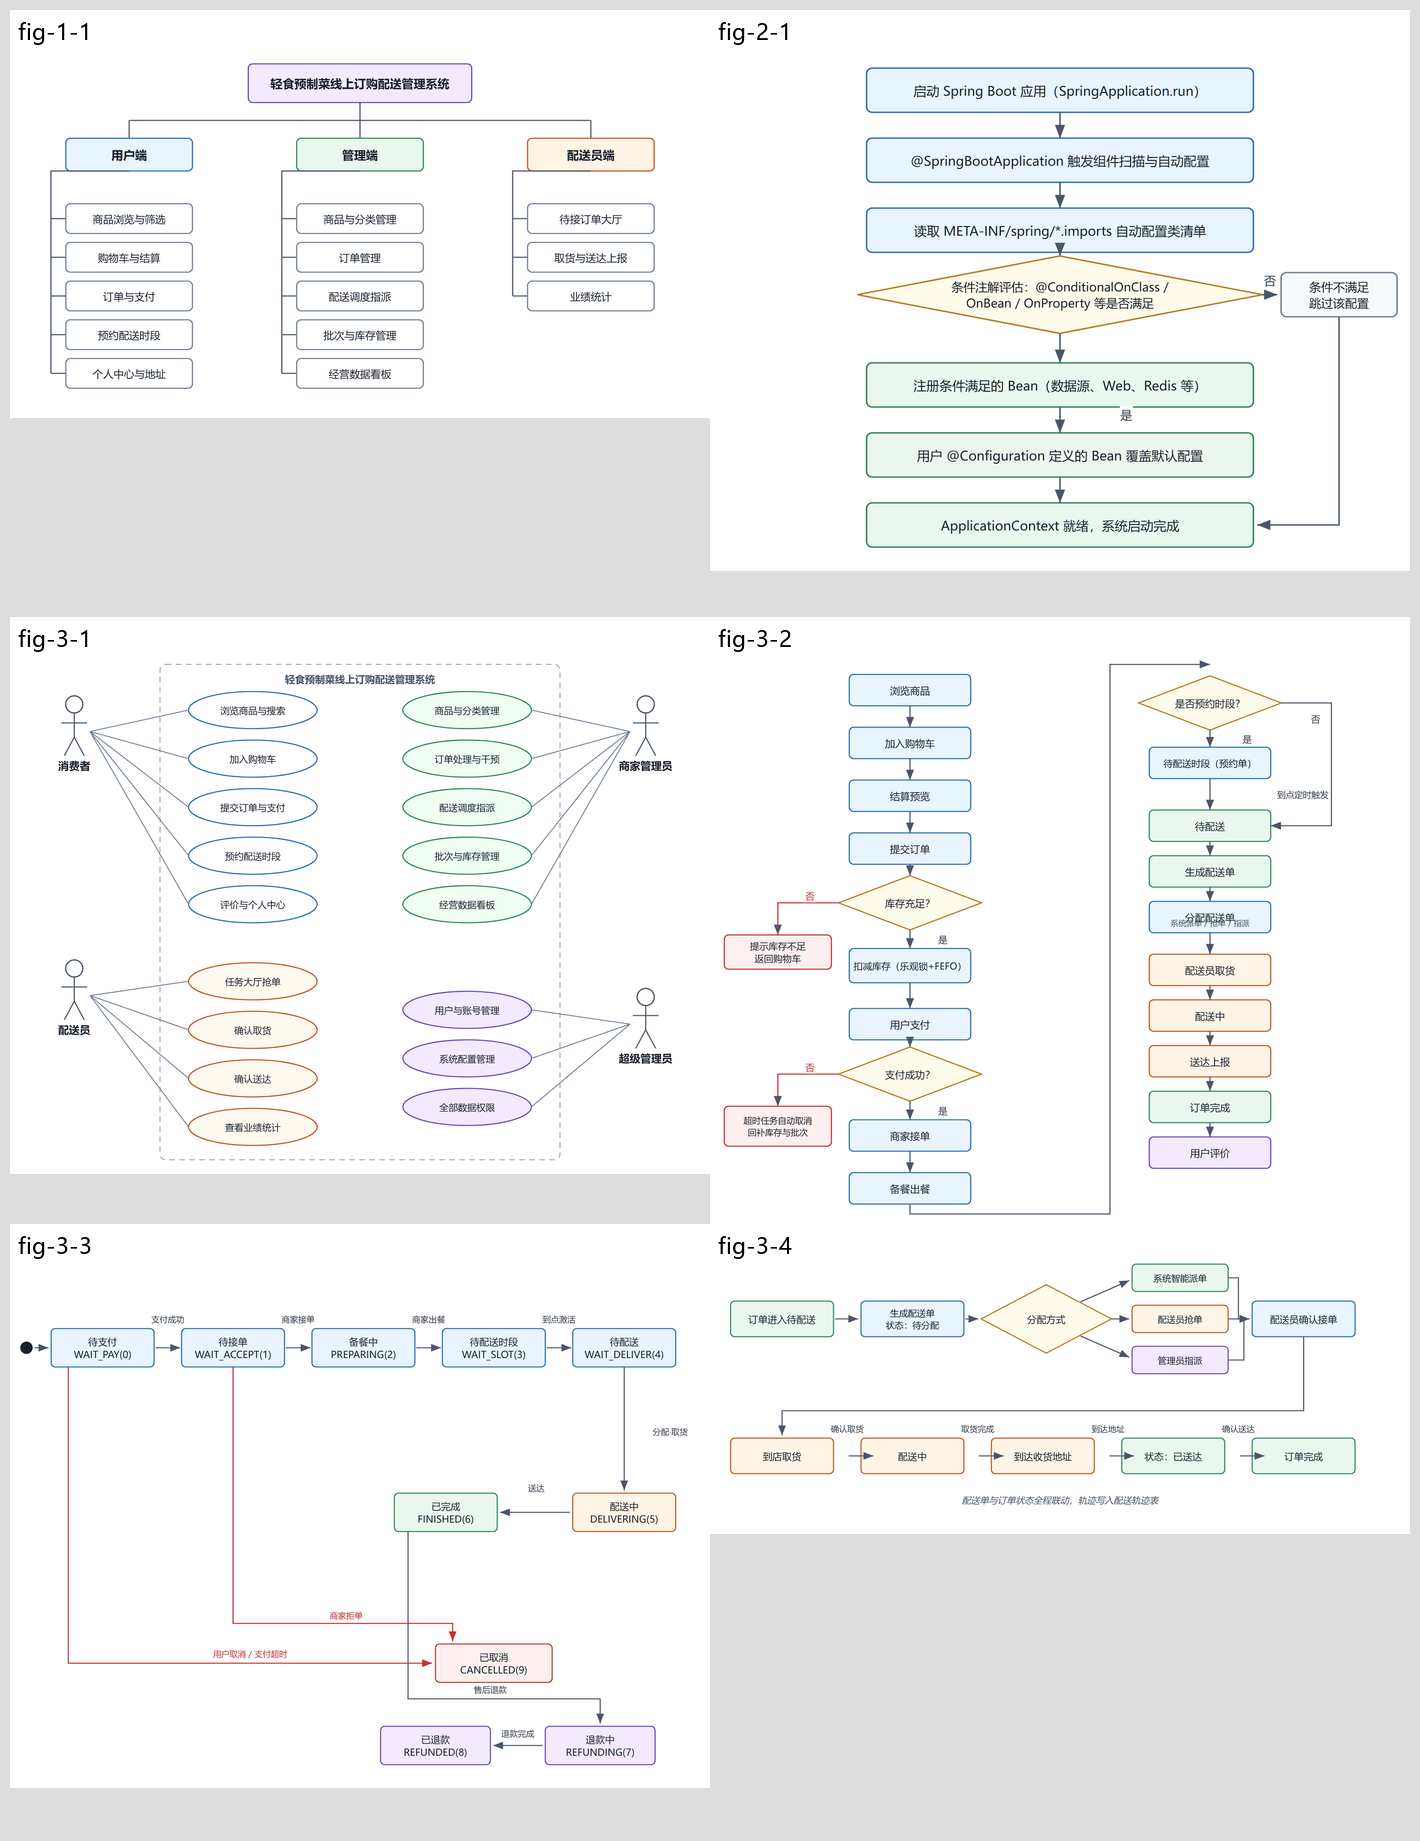 fig-1-1
轻食预制菜线上订购配送管理系统
用户端
管理端
配送员端
商品浏览与筛选
购物车与结算
订单与支付
预约配送时段
个人中心与地址
商品与分类管理
订单管理
配送调度指派
批次与库存管理
经营数据看板
待接订单大厅
取货与送达上报
业绩统计
fig-2-1
启动 Spring Boot 应用（SpringApplication.run）
@SpringBootApplication 触发组件扫描与自动配置
读取 META-INF/spring/*.imports 自动配置类清单
条件注解评估：@ConditionalOnClass /
OnBean / OnProperty 等是否满足
否
条件不满足
跳过该配置
注册条件满足的 Bean（数据源、Web、Redis 等）
是
用户 @Configuration 定义的 Bean 覆盖默认配置
ApplicationContext 就绪，系统启动完成
fig-3-1
轻食预制菜线上订购配送管理系统
消费者
浏览商品与搜索
加入购物车
提交订单与支付
预约配送时段
评价与个人中心
商品与分类管理
订单处理与干预
配送调度指派
批次与库存管理
经营数据看板
商家管理员
配送员
任务大厅抢单
确认取货
确认送达
查看业绩统计
用户与账号管理
系统配置管理
全部数据权限
超级管理员
fig-3-2
浏览商品
加入购物车
结算预览
提交订单
库存充足?
否
提示库存不足
返回购物车
是
扣减库存（乐观锁+FEFO）
用户支付
支付成功?
否
超时任务自动取消
回补库存与批次
是
商家接单
备餐出餐
是否预约时段?
否
是
待配送时段（预约单）
到点定时触发
待配送
生成配送单
分配配送单
系统派单 / 抢单 / 指派
配送员取货
配送中
送达上报
订单完成
用户评价
fig-3-3
待支付
WAIT_PAY(0)
支付成功
待接单
WAIT_ACCEPT(1)
商家接单
备餐中
PREPARING(2)
商家出餐
待配送时段
WAIT_SLOT(3)
到点激活
待配送
WAIT_DELIVER(4)
分配·取货
配送中
DELIVERING(5)
送达
已完成
FINISHED(6)
商家拒单
用户取消 / 支付超时
已取消
CANCELLED(9)
售后退款
已退款
REFUNDED(8)
退款完成
退款中
REFUNDING(7)
fig-3-4
订单进入待配送
生成配送单
状态：待分配
分配方式
系统智能派单
配送员抢单
管理员指派
配送员确认接单
到店取货
确认取货
配送中
取货完成
到达收货地址
到达地址
状态：已送达
确认送达
订单完成
配送单与订单状态全程联动，轨迹写入配送轨迹表